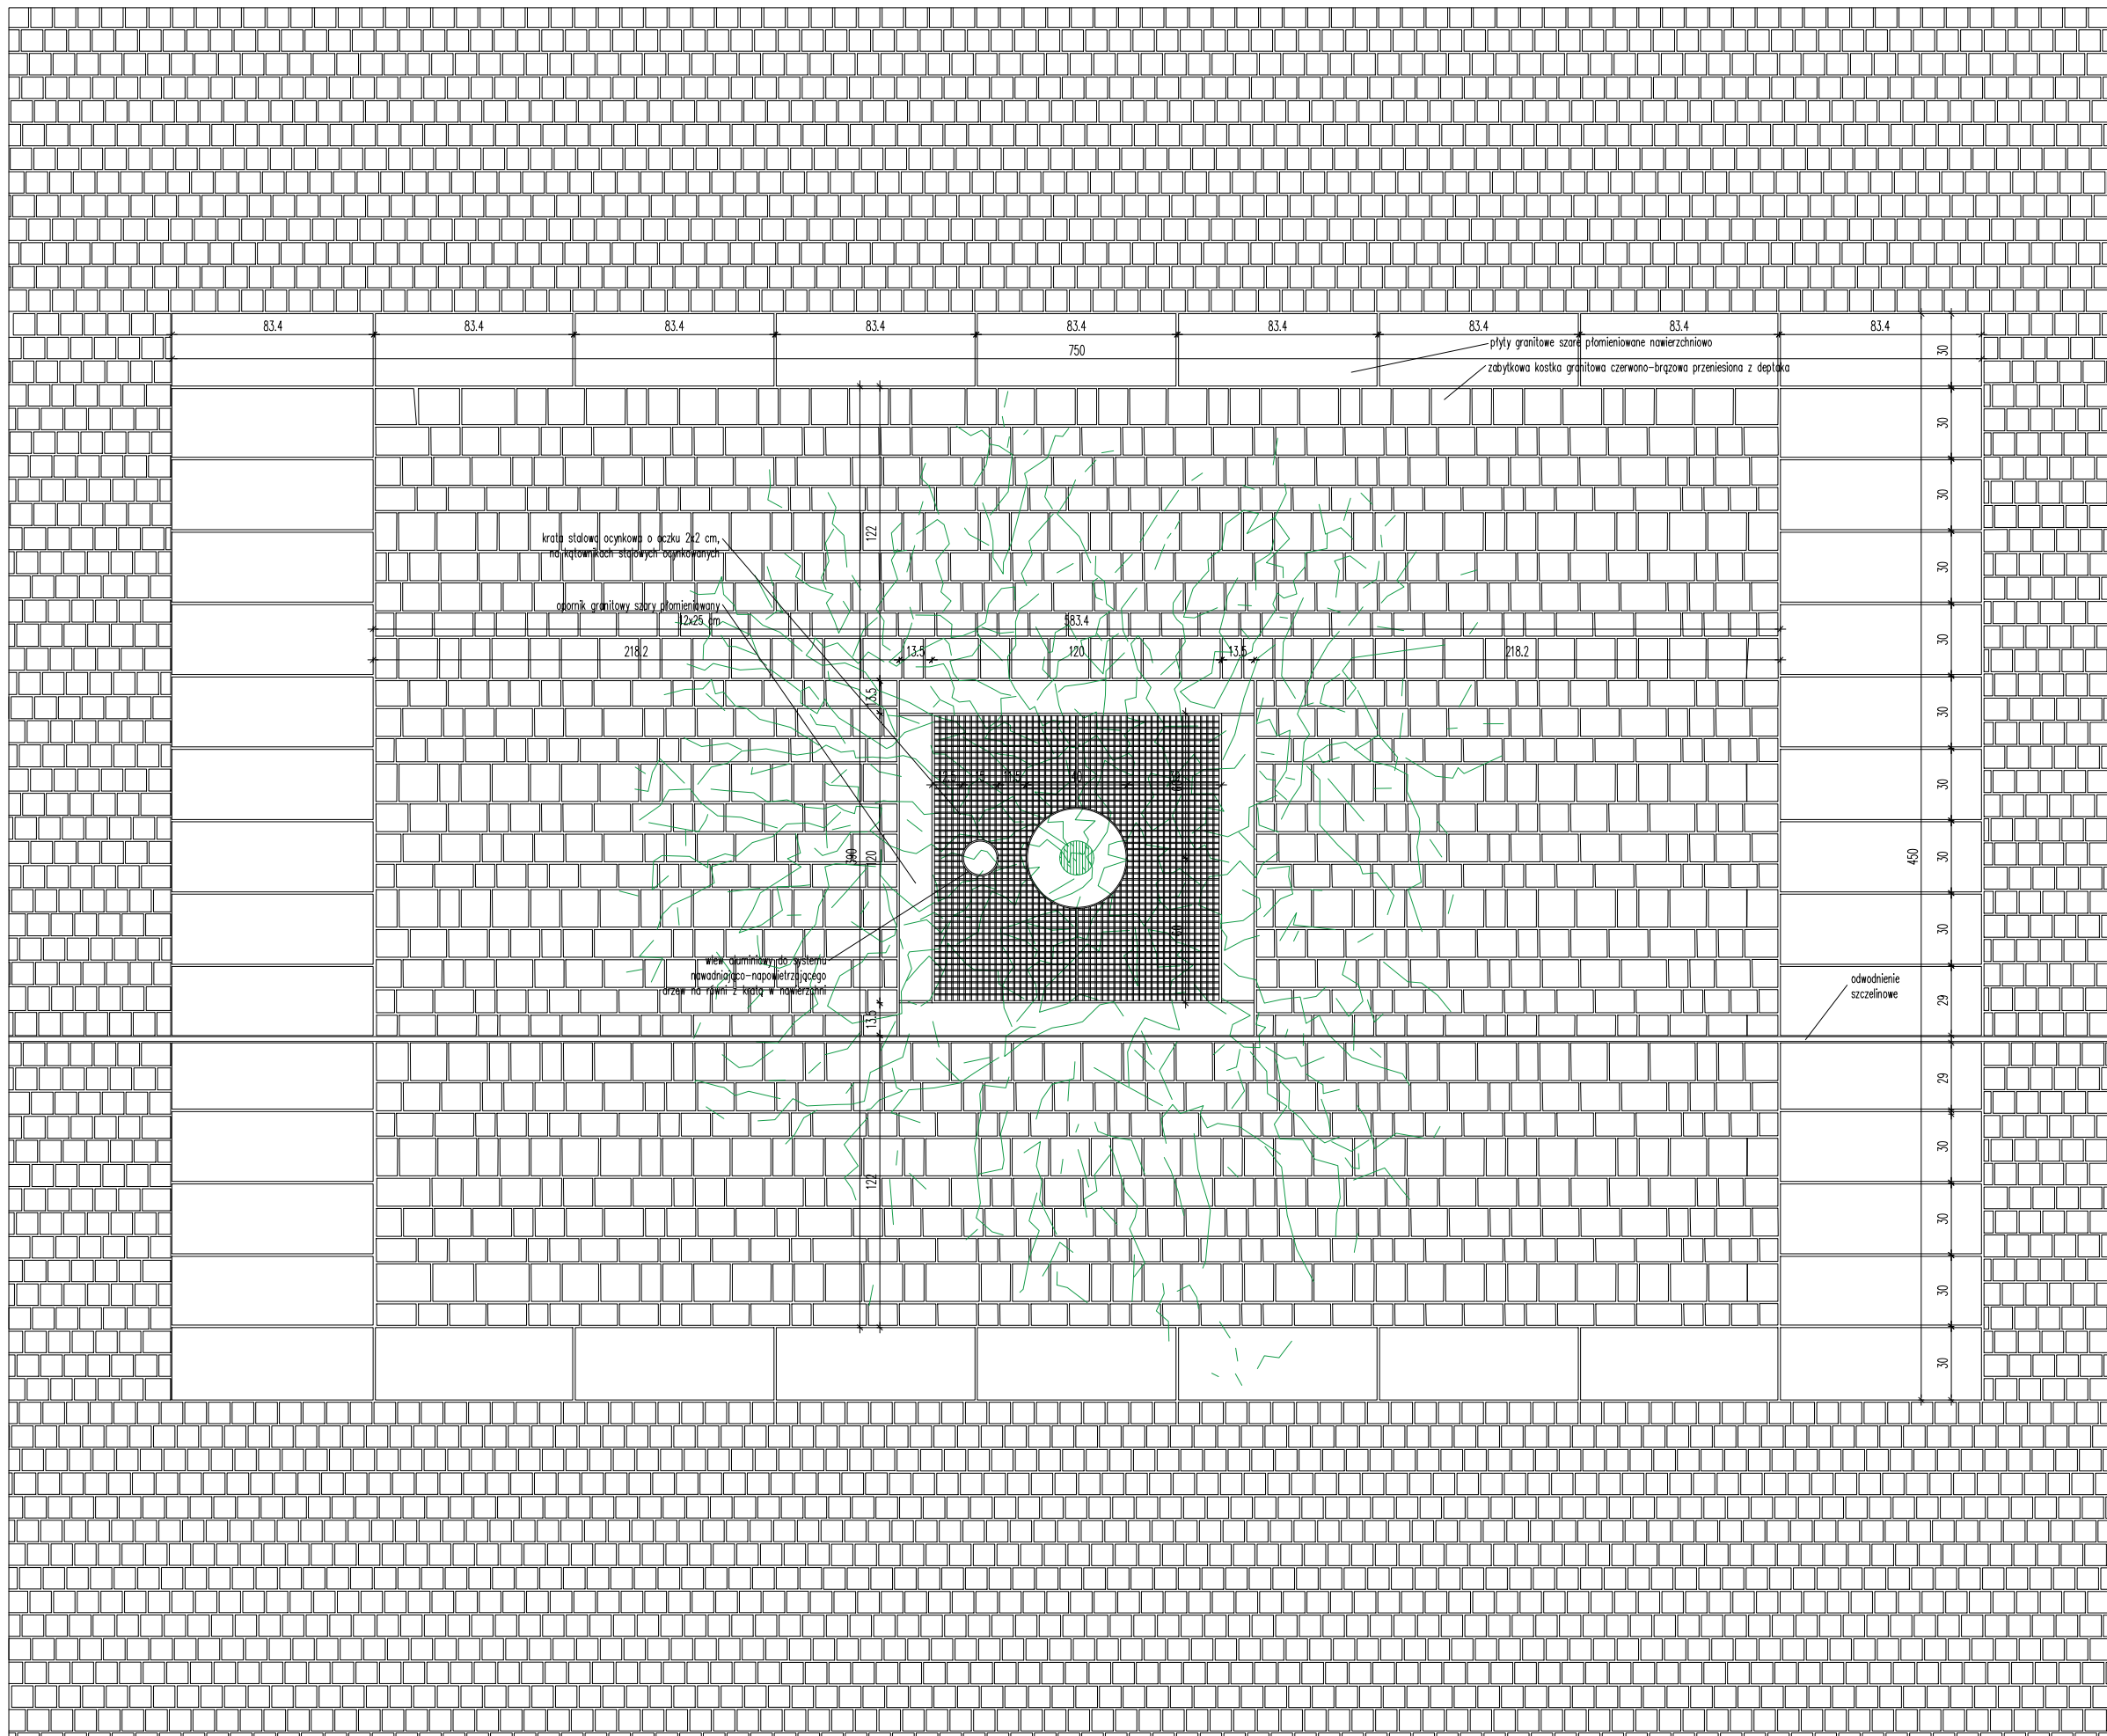 83.4 83.4 83.4 83.4 83.4 83.4 83.4 83.4 83.4
750
płyty granitowe szare płomieniowane nawierzchniowo
zabytkowa kostka granitowa czerwono-brązowa przeniesiona z deptaka
30
30
30
30
30
30
30
30
30
29
29
30
30
30
30
450
122
krata stalowa ocynkowa o oczku 2x2 cm,
na kątownikach stalowych ocynkowanych
opornik granitowy szary płomieniowany
12x25 cm
583.4
218.2 13.5 120 13.5 218.2
13.5
40
60
390
120
60
wlew aluminiowy do systemu
nawadniająco-napowietrzającego
drzew na równi z kratą w nawierzchni
13.5
122
odwodnienie
szczelinowe